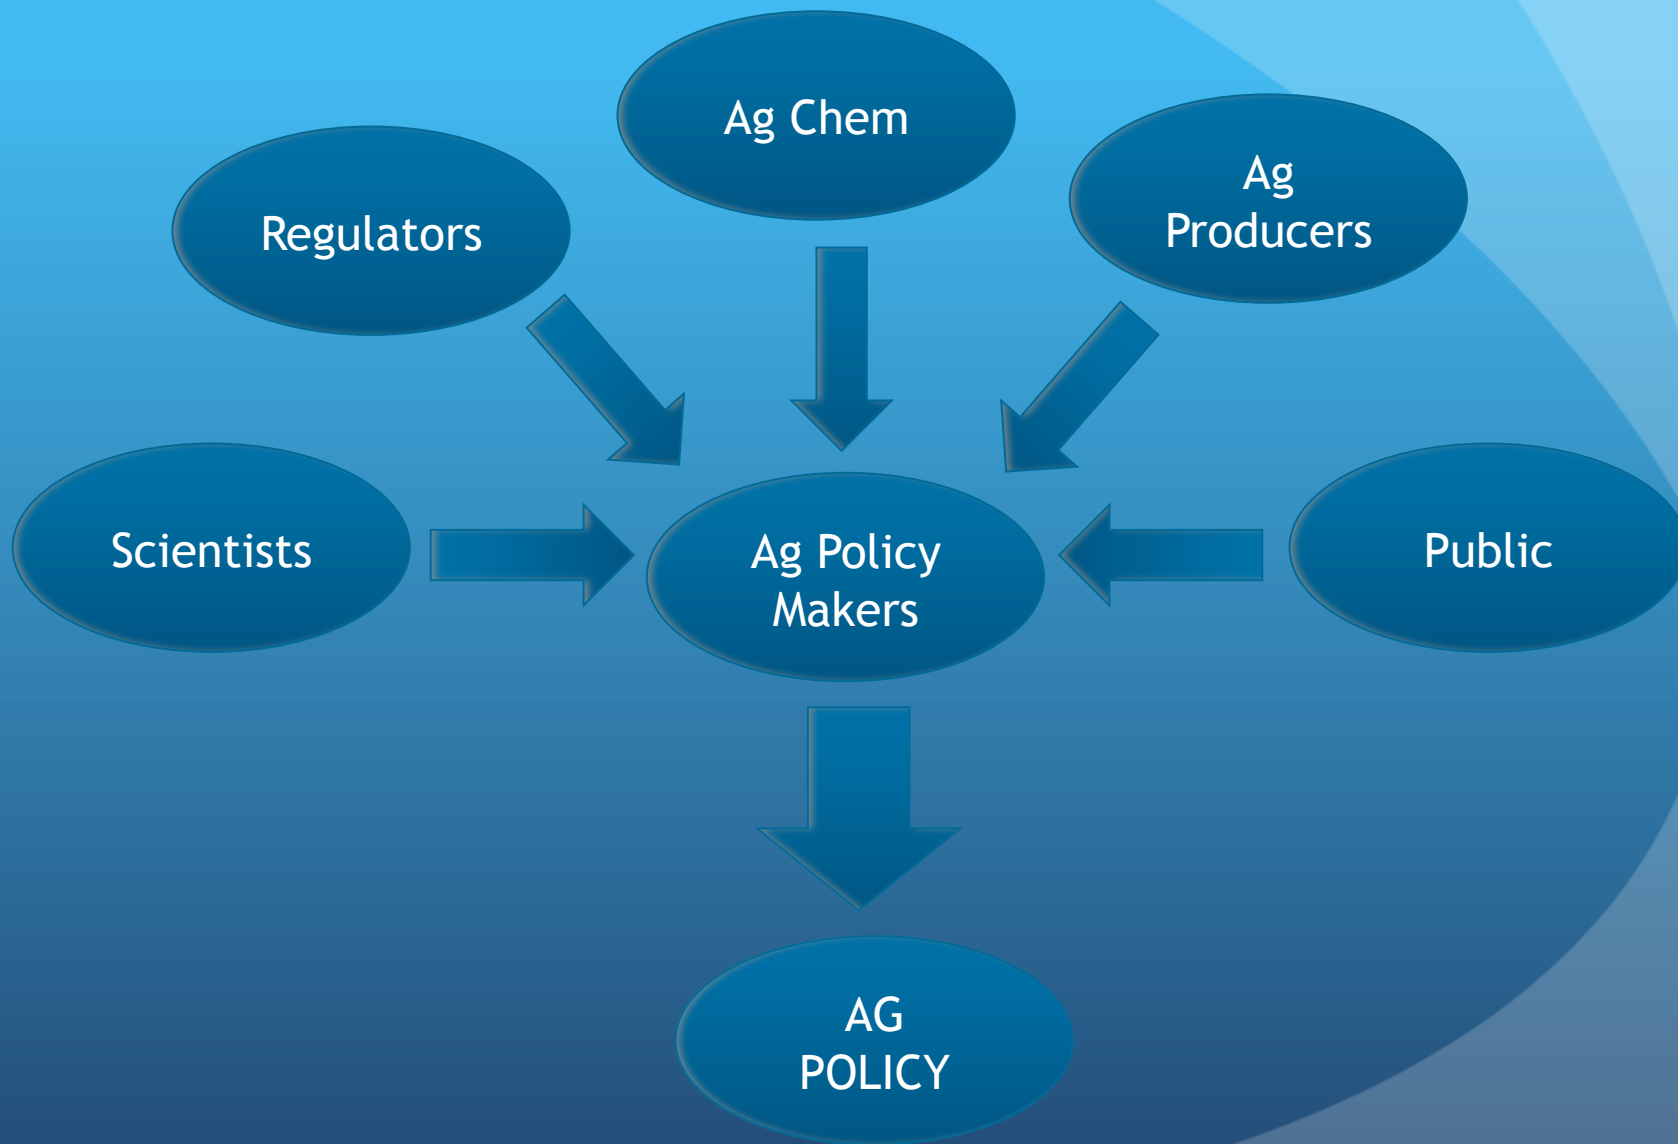 Ag Chem
Regulators
Ag
Producers
Scientists
Ag Policy
Makers
Public
AG
POLICY